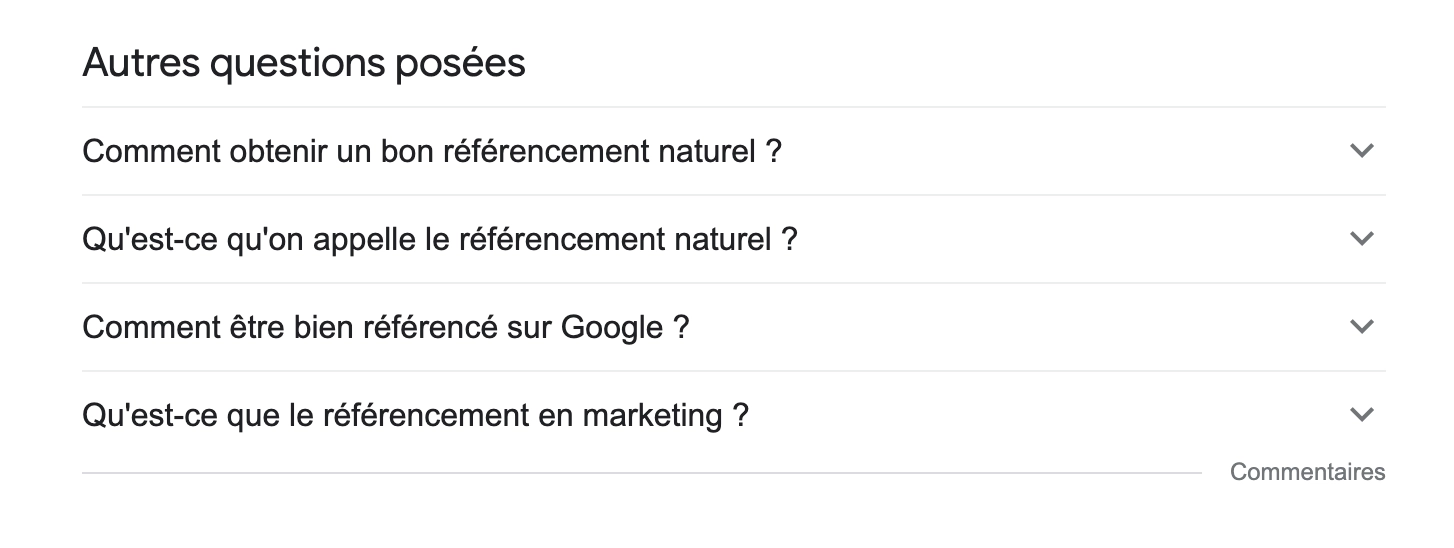 Autres questions posées
Comment obtenir un bon référencement naturel ?
Qu'est-ce qu'on appelle le référencement naturel ?
Comment être bien référencé sur Google ?
Qu'est-ce que le référencement en marketing ?
Commentaires